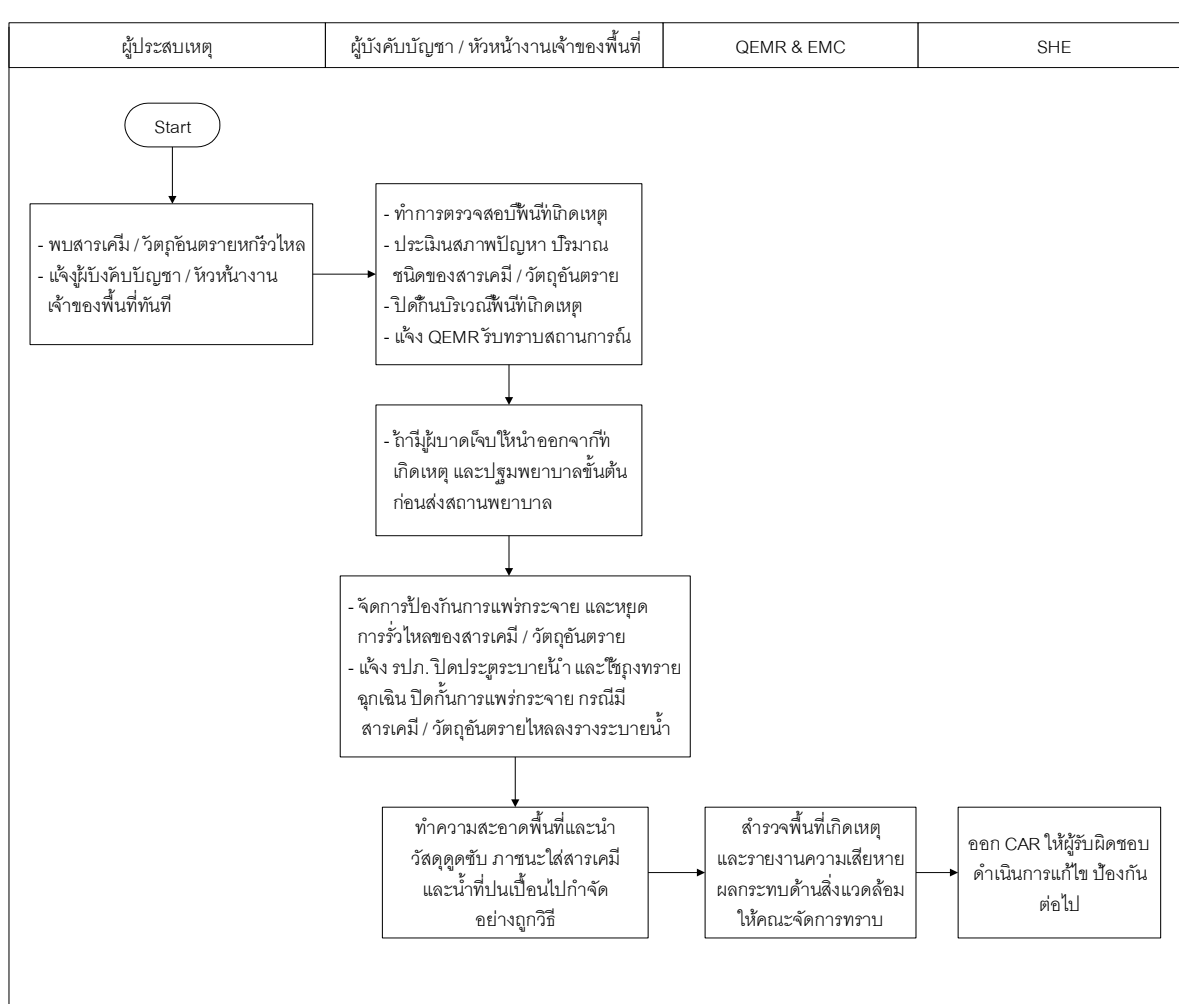 ผู้ประสบเหตุ
ผู้บังคับบัญชา / หัวหน้างานเจ้าของพื้นที่
QEMR & EMC
SHE
Start
- พบสารเคมี / วัตถุอันตรายหกรั่วไหล
- แจ้งผู้บังคับบัญชา / หัวหน้างาน
เจ้าของพื้นที่ทันที
- ทำการตรวจสอบพื้นที่เกิดเหตุ
- ประเมินสภาพปัญหา ปริมาณ
ชนิดของสารเคมี / วัตถุอันตราย
- ปิดกั้นบริเวณพื้นที่เกิดเหตุ
- แจ้ง QEMR รับทราบสถานการณ์
- ถ้ามีผู้บาดเจ็บให้นำออกจากที่
เกิดเหตุ และปฐมพยาบาลขั้นต้น
ก่อนส่งสถานพยาบาล
- จัดการป้องกันการแพร่กระจาย และหยุด
การรั่วไหลของสารเคมี / วัตถุอันตราย
- แจ้ง รปภ. ปิดประตูระบายน้ำ และใช้ถุงทราย
ฉุกเฉิน ปิดกั้นการแพร่กระจาย กรณีมี
สารเคมี / วัตถุอันตรายไหลลงรางระบายน้ำ
ทำความสะอาดพื้นที่และนำ
วัสดุดูดซับ ภาชนะใส่สารเคมี
และน้ำที่ปนเปื้อนไปกำจัด
อย่างถูกวิธี
สำรวจพื้นที่เกิดเหตุ
และรายงานความเสียหาย
ผลกระทบด้านสิ่งแวดล้อม
ให้คณะจัดการทราบ
ออก CAR ให้ผู้รับผิดชอบ
ดำเนินการแก้ไข ป้องกัน
ต่อไป